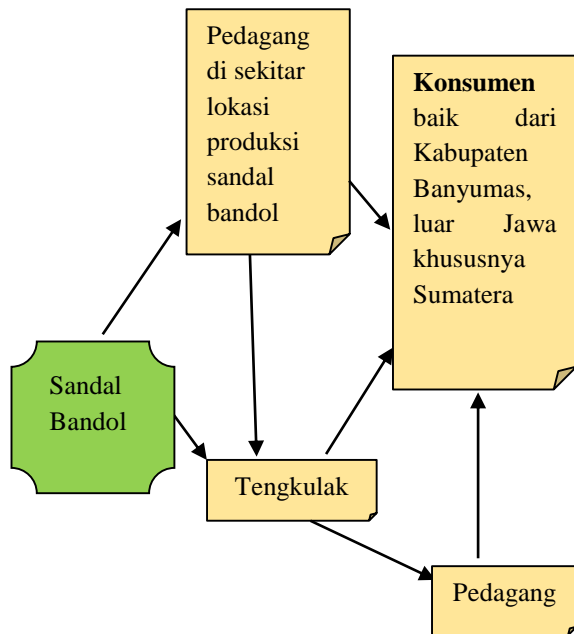 Pedagang
di sekitar
lokasi
produksi
sandal
bandol
Konsumen
baik dari
Kabupaten
Banyumas,
luar Jawa
khususnya
Sumatera
Sandal
Bandol
Tengkulak
Pedagang